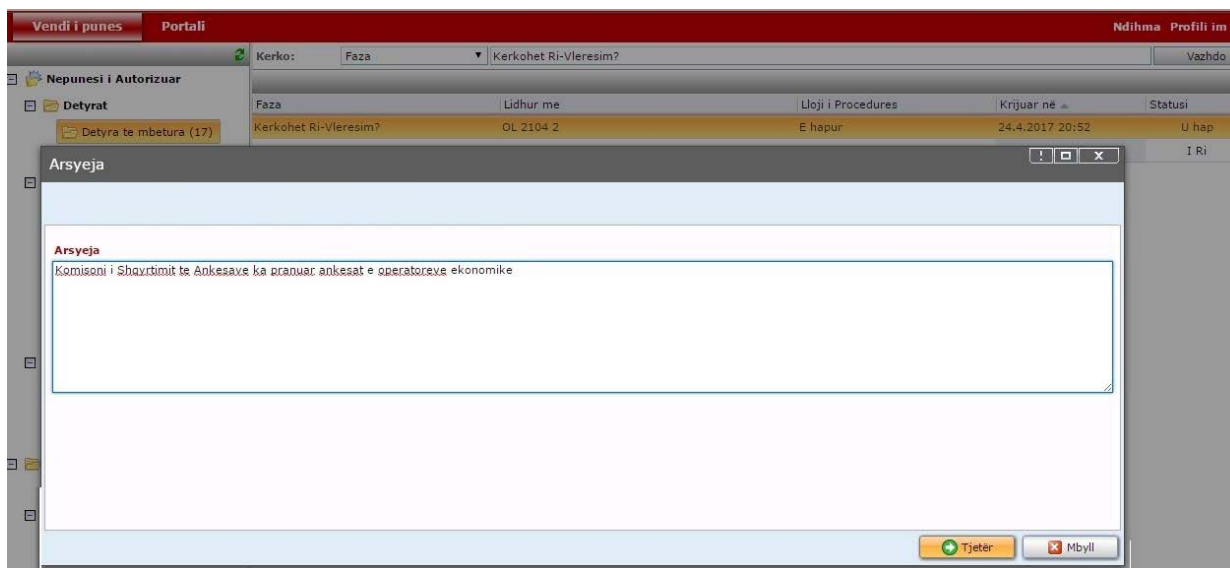 Vendi i punes Portali Ndihma Profili im
Kerko: Faza Kerkohet Ri-Vleresim? Vazhdo
Nepunesi i Autorizuar
Detyrat Faza Lidhur me Lloji i Procedures Krijuar në Statusi
Detyra te mbetura (17) Kerkohet Ri-Vleresim? OL 2104 2 E hapur 24.4.2017 20:52 U hap
I Ri
Arsyeja
Arsyeja
Komisoni i Shqyrtimit te Ankesave ka pranuar ankesat e operatoreve ekonomike
Tjetër Mbyll